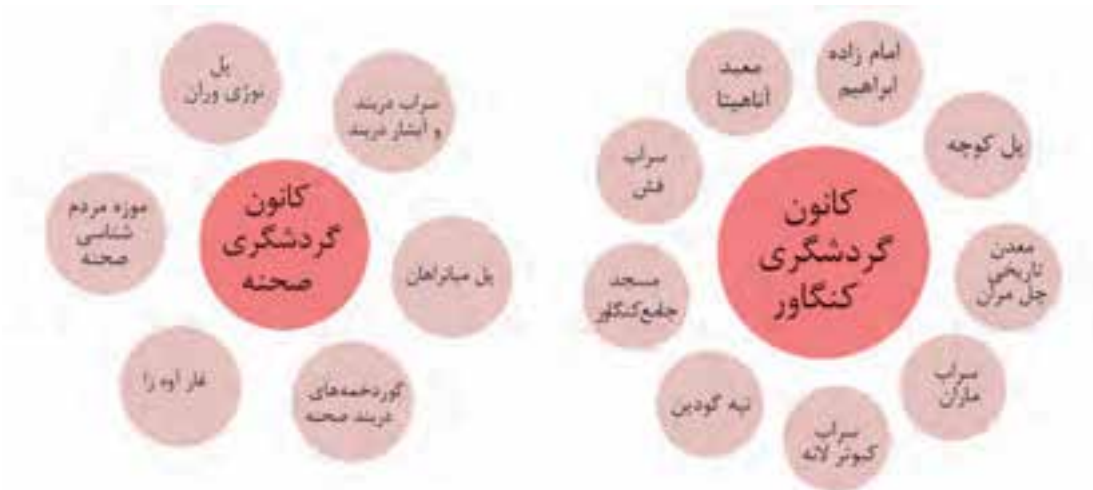 کانون
گردشگری
کنگاور
امام زاده
ابراهیم
پل کوچه
معدن
تاریخی
چل مران
سراب
ماران
سراب
کبوتر لانه
تپه گودین
مسجد
جامع کنگاور
سراب
فش
معبد
آناهیتا
کانون
گردشگری
صحنه
سراب دربند
و آبشار دربند
پل میانراهان
گوردخمه‌های
دربند صحنه
غار آوه زا
موزه مردم
شناسی
صحنه
پل
نوژی وران